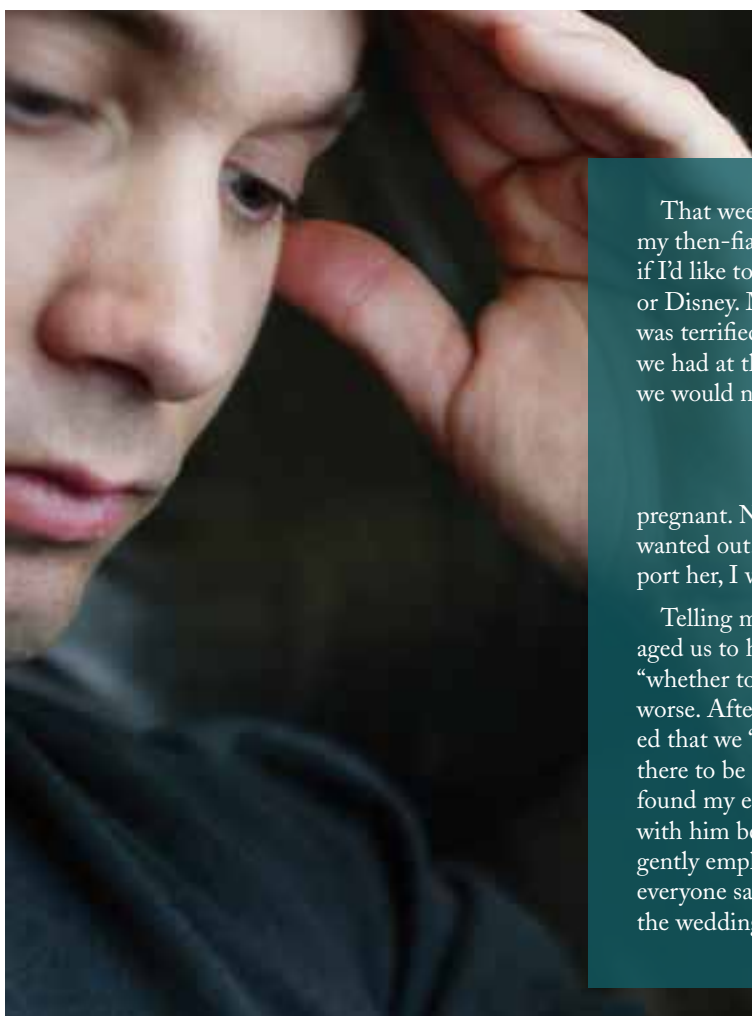 That wee
my then-fia
if I’d like to
or Disney. M
was terrified
we had at th
we would n
pregnant. N
wanted out
port her, I w
Telling m
aged us to h
“whether to
worse. Afte
ed that we “
there to be
found my e
with him be
gently empl
everyone sa
the wedding